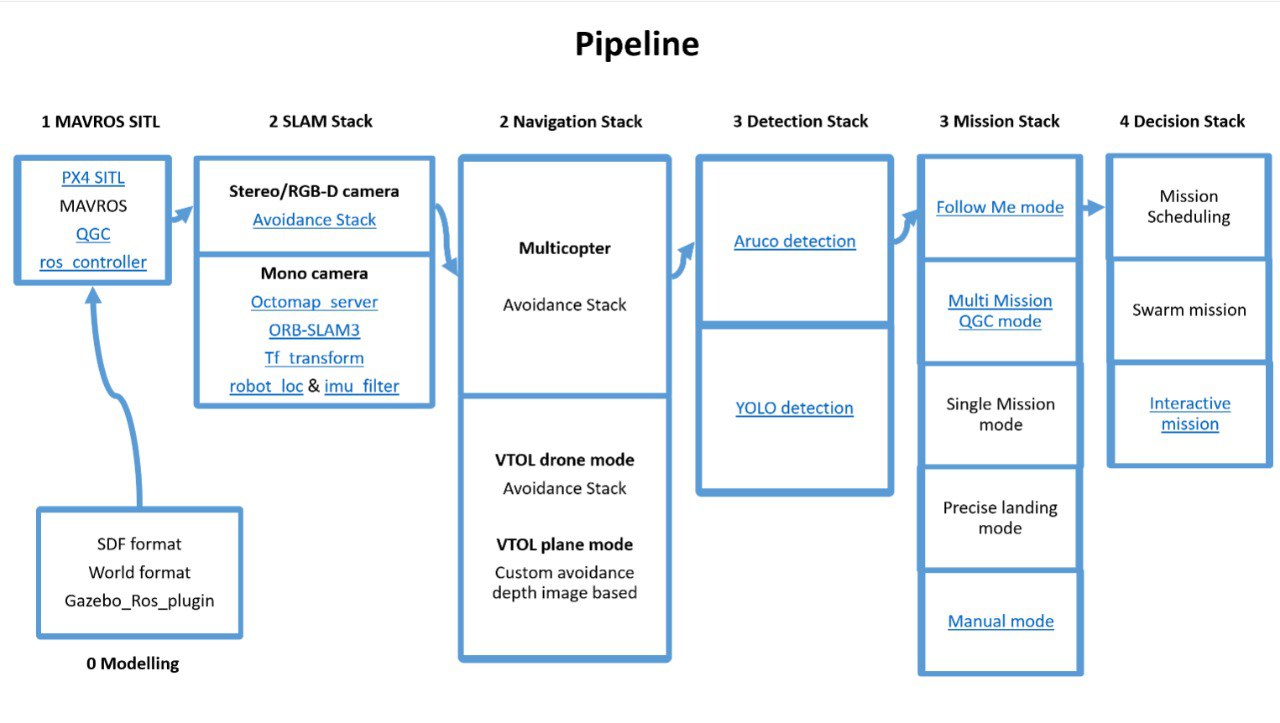 Pipeline
1 MAVROS SITL
PX4 SITL
MAVROS
QGC
ros_controller
SDF format
World format
Gazebo_Ros_plugin
0 Modelling
2 SLAM Stack
Stereo/RGB-D camera
Avoidance Stack
Mono camera
Octomap_server
ORB-SLAM3
Tf_transform
robot_loc & imu_filter
2 Navigation Stack
Multicopter
Avoidance Stack
VTOL drone mode
Avoidance Stack
VTOL plane mode
Custom avoidance
depth image based
3 Detection Stack
Aruco detection
YOLO detection
3 Mission Stack
Follow Me mode
Multi Mission
QGC mode
Single Mission
mode
Precise landing
mode
Manual mode
4 Decision Stack
Mission
Scheduling
Swarm mission
Interactive
mission